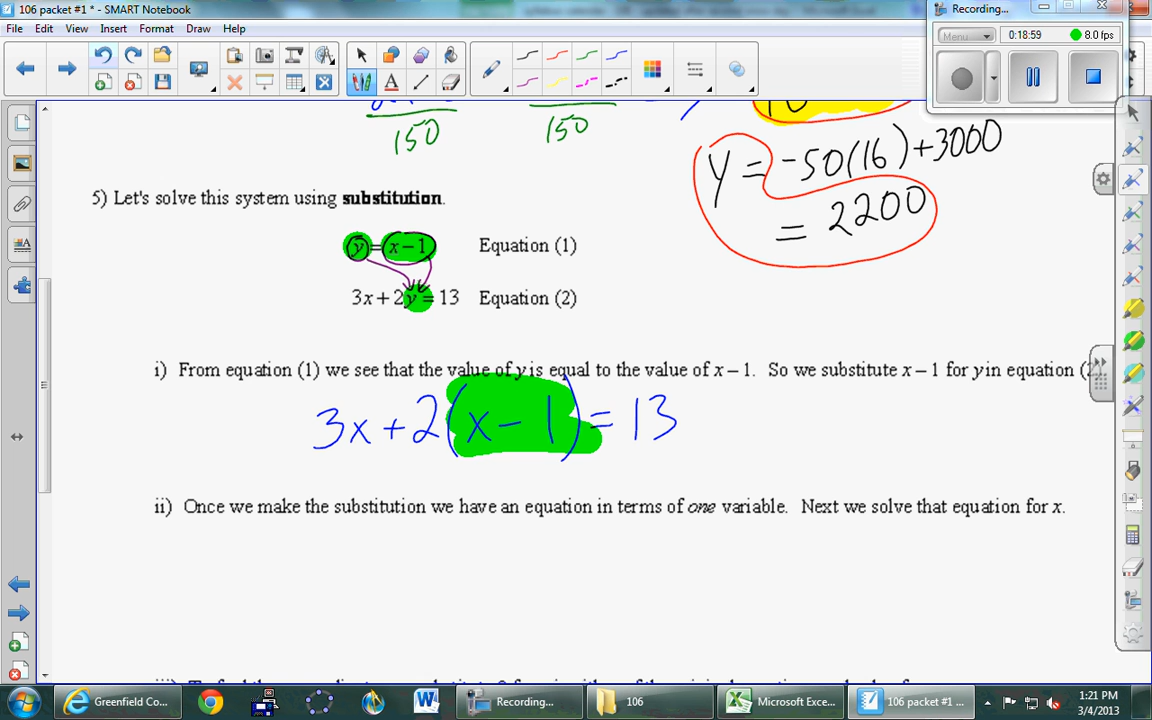 106 packet #1 * - SMART Notebook
Recording...
File Edit View Insert Format Draw Help
Menu
0:18:59
8.0 fps
150
150
y = -50(16)+3000
= 2200
5) Let's solve this system using substitution.
y = x − 1 Equation (1)
3x + 2y = 13 Equation (2)
i) From equation (1) we see that the value of y is equal to the value of x − 1. So we substitute x − 1 for y in equation (
3x + 2(x - 1) = 13
ii) Once we make the substitution we have an equation in terms of one variable. Next we solve that equation for x.
Greenfield Co...
Recording...
106
Microsoft Exce...
106 packet #1 ...
1:21 PM
3/4/2013